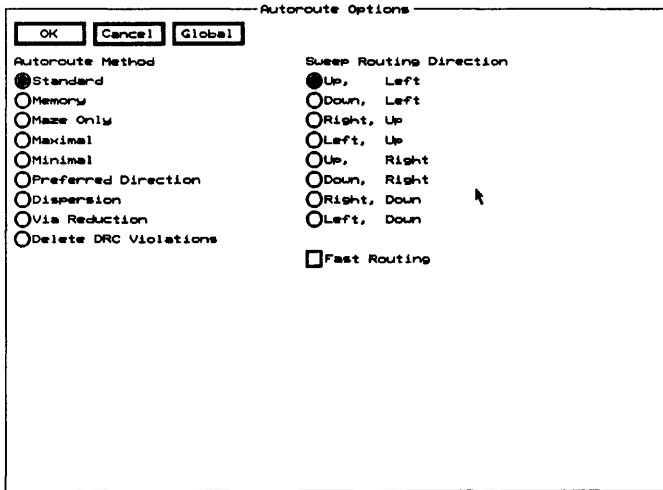 Autoroute Options
OK Cancel Global
Autoroute Method
Standard
Memory
Maze Only
Maximal
Minimal
Preferred Direction
Dispersion
Via Reduction
Delete DRC Violations
Sweep Routing Direction
Up, Left
Down, Left
Right, Up
Left, Up
Up, Right
Down, Right
Right, Down
Left, Down
Fast Routing